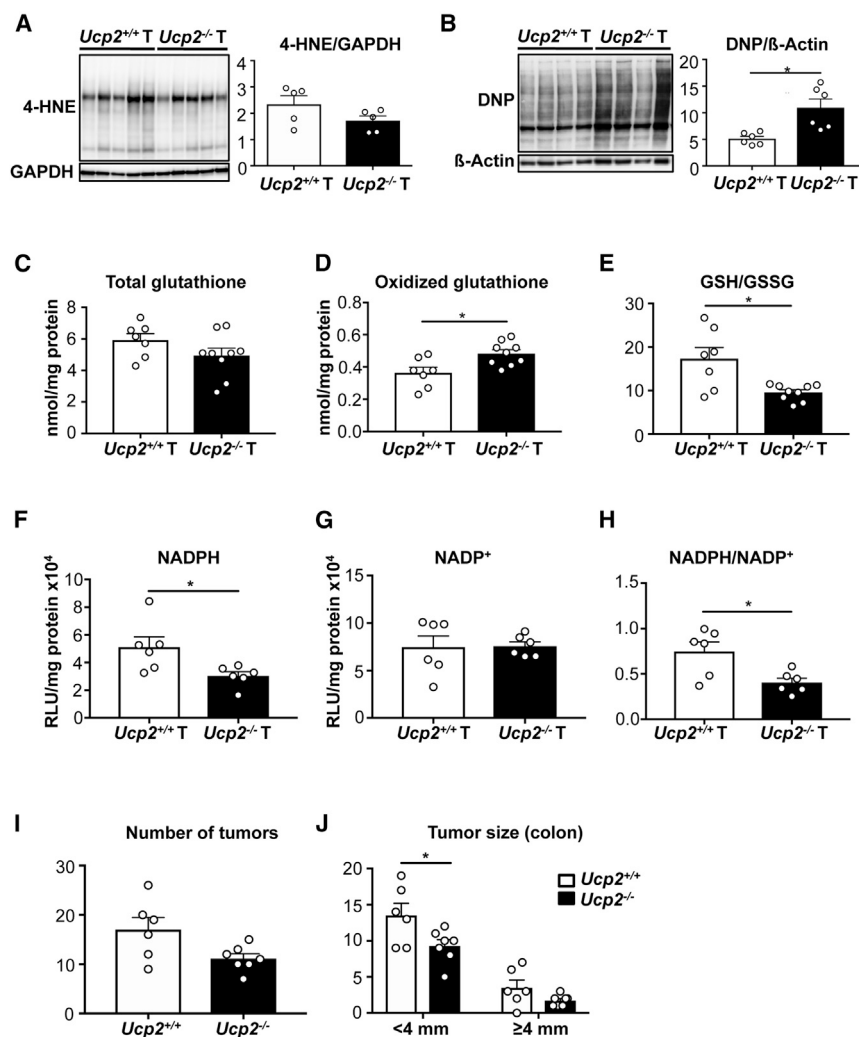 A
Ucp2+/+ T Ucp2-/- T
4-HNE
GAPDH
4-HNE/GAPDH
4
3
2
1
0
Ucp2+/+ T Ucp2-/- T
B
Ucp2+/+ T Ucp2-/- T
DNP
ß-Actin
DNP/ß-Actin
*
20
15
10
5
0
Ucp2+/+ T Ucp2-/- T
C
Total glutathione
nmol/mg protein
8
6
4
2
0
Ucp2+/+ T Ucp2-/- T
D
Oxidized glutathione
*
nmol/mg protein
0.8
0.6
0.4
0.2
0.0
Ucp2+/+ T Ucp2-/- T
E
GSH/GSSG
*
30
20
10
0
Ucp2+/+ T Ucp2-/- T
F
NADPH
*
RLU/mg protein x10⁴
10
8
6
4
2
0
Ucp2+/+ T Ucp2-/- T
G
NADP+
RLU/mg protein x10⁴
15
10
5
0
Ucp2+/+ T Ucp2-/- T
H
NADPH/NADP+
*
1.5
1.0
0.5
0.0
Ucp2+/+ T Ucp2-/- T
I
Number of tumors
30
20
10
0
Ucp2+/+ Ucp2-/-
J
Tumor size (colon)
*
20
15
10
5
0
<4 mm ≥4 mm
Ucp2+/+
Ucp2-/-